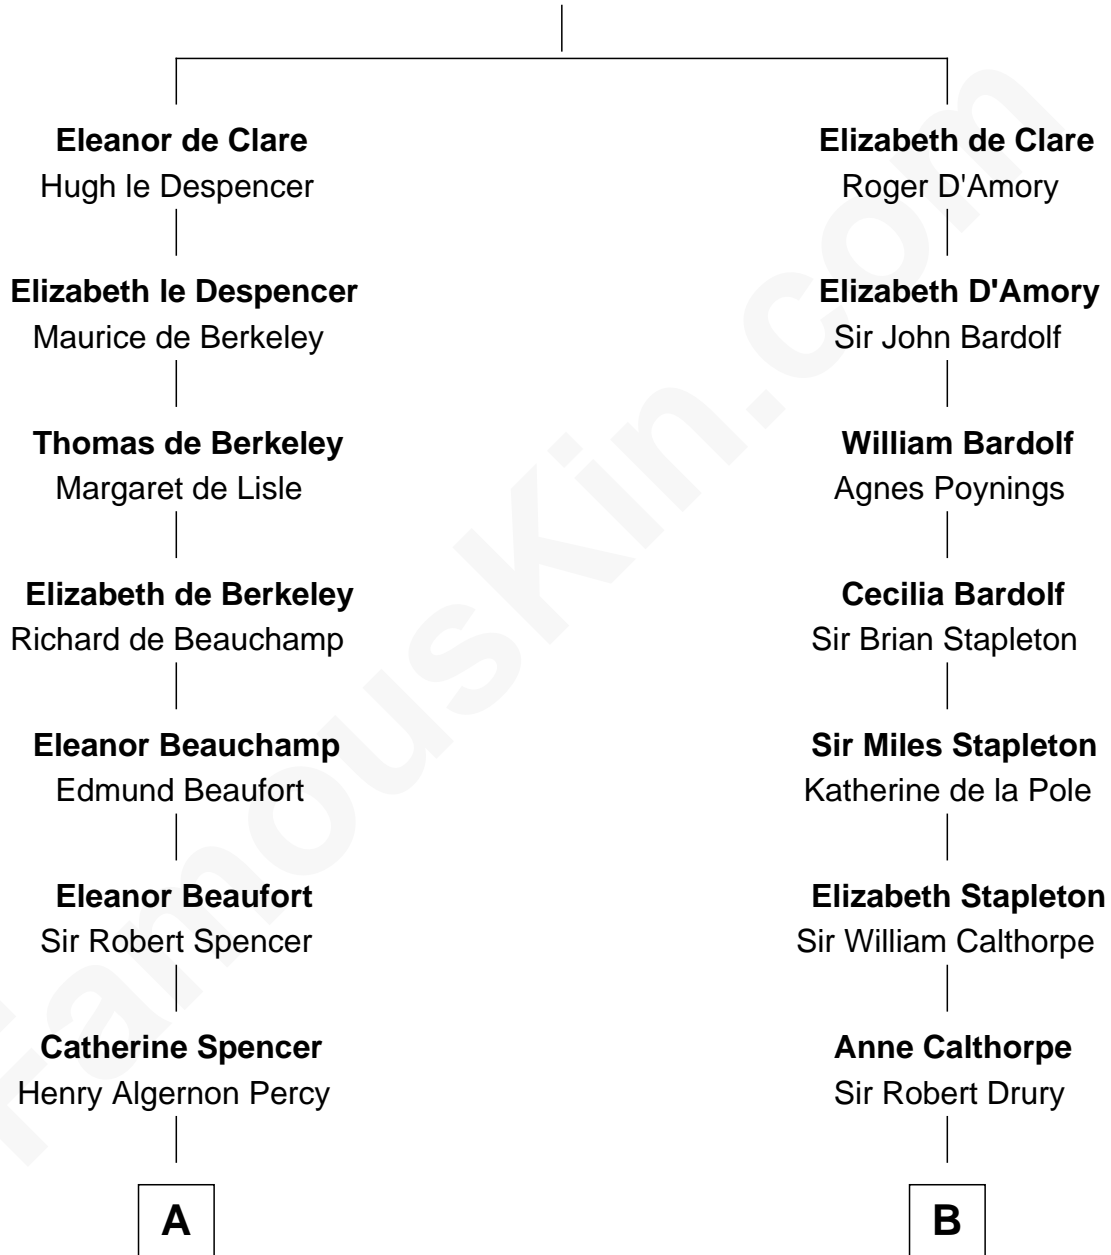 Eleanor de Clare
Hugh le Despencer
Elizabeth le Despencer
Maurice de Berkeley
Thomas de Berkeley
Margaret de Lisle
Elizabeth de Berkeley
Richard de Beauchamp
Eleanor Beauchamp
Edmund Beaufort
Eleanor Beaufort
Sir Robert Spencer
Catherine Spencer
Henry Algernon Percy
A
Elizabeth de Clare
Roger D'Amory
Elizabeth D'Amory
Sir John Bardolf
William Bardolf
Agnes Poynings
Cecilia Bardolf
Sir Brian Stapleton
Sir Miles Stapleton
Katherine de la Pole
Elizabeth Stapleton
Sir William Calthorpe
Anne Calthorpe
Sir Robert Drury
B
FamousKin.com